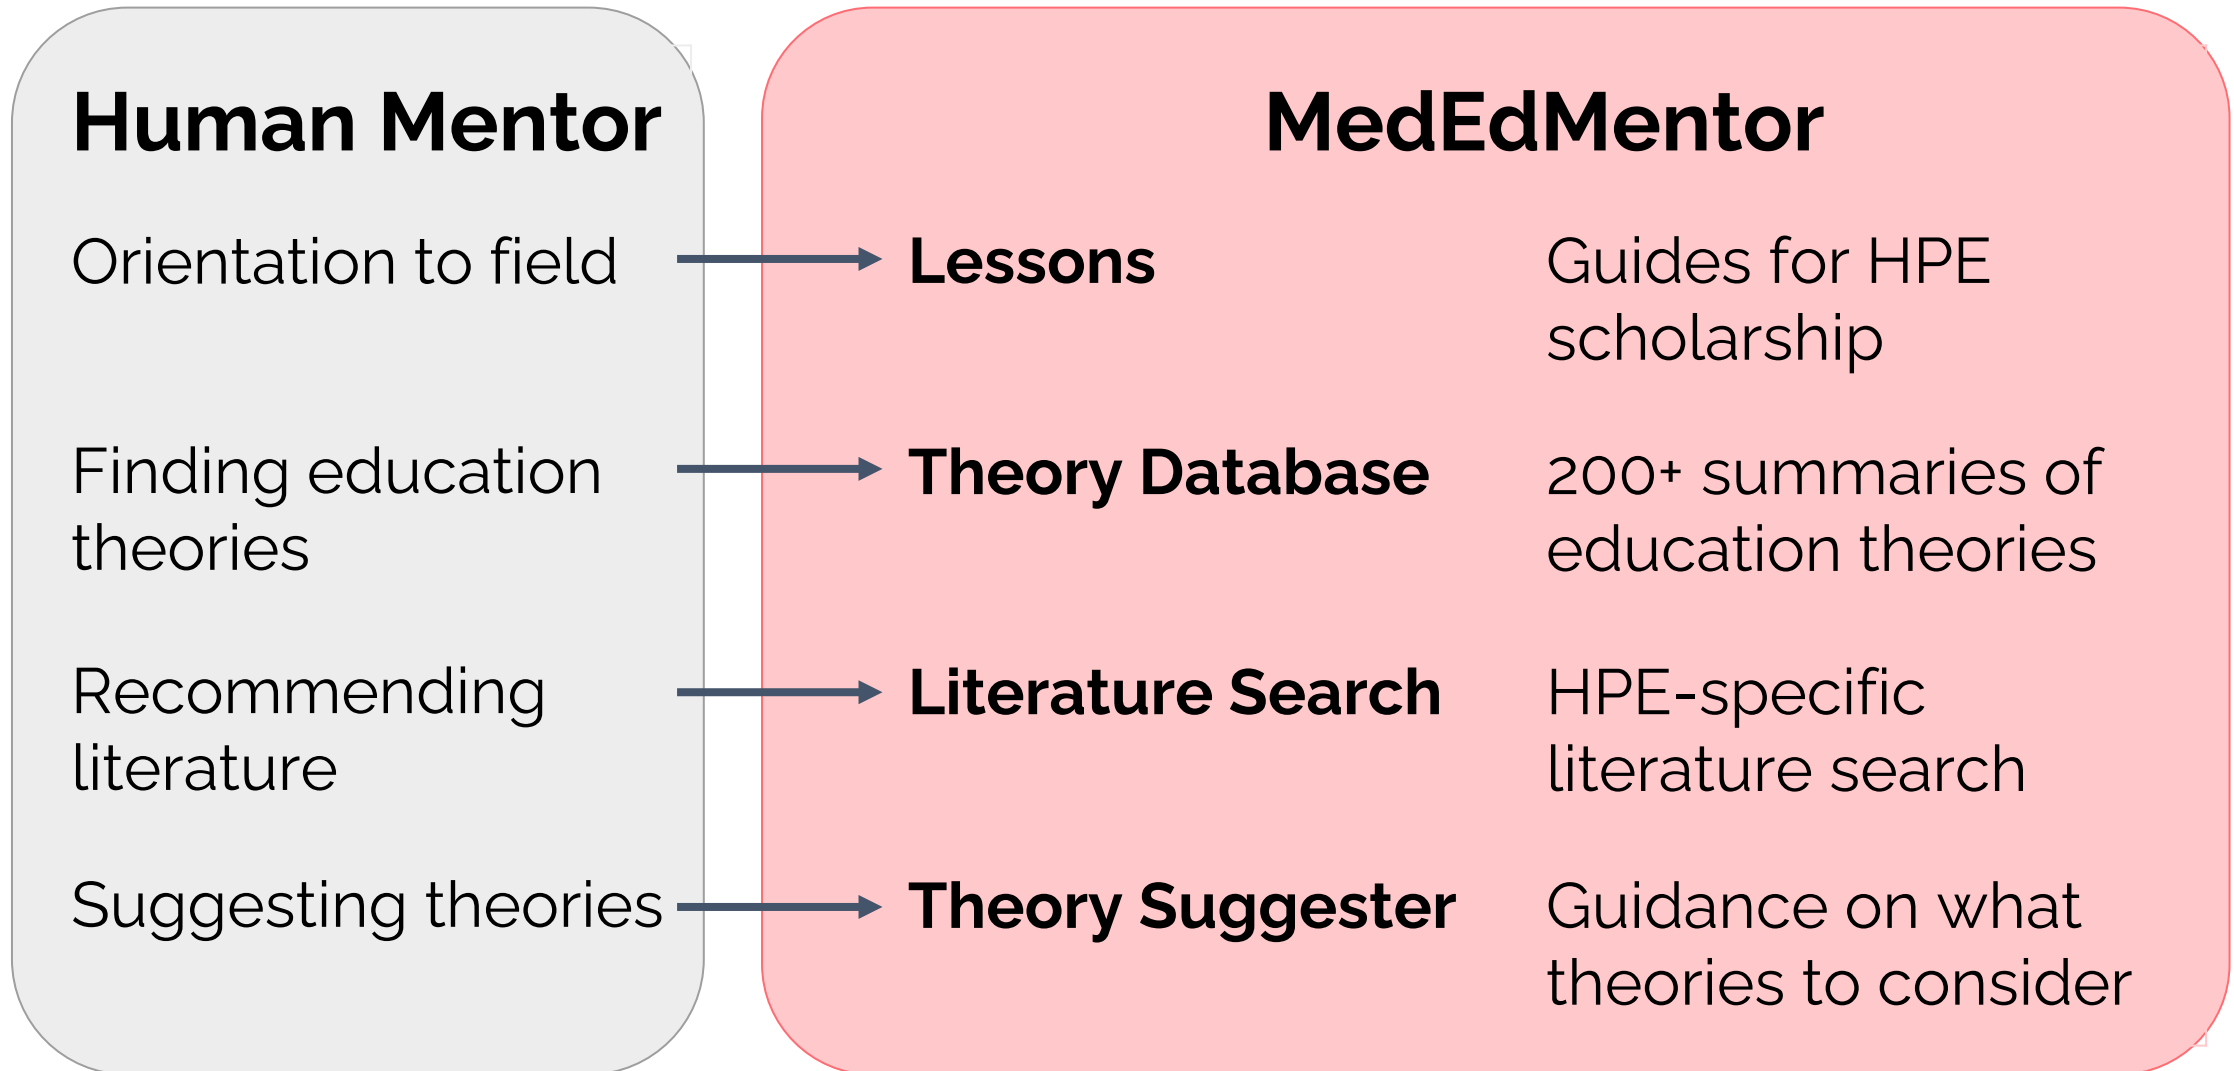 Human Mentor
MedEdMentor
Orientation to field
Lessons
Guides for HPE
scholarship
Finding education
theories
Theory Database
200+ summaries of
education theories
Recommending
literature
Literature Search
HPE-specific
literature search
Suggesting theories
Theory Suggester
Guidance on what
theories to consider